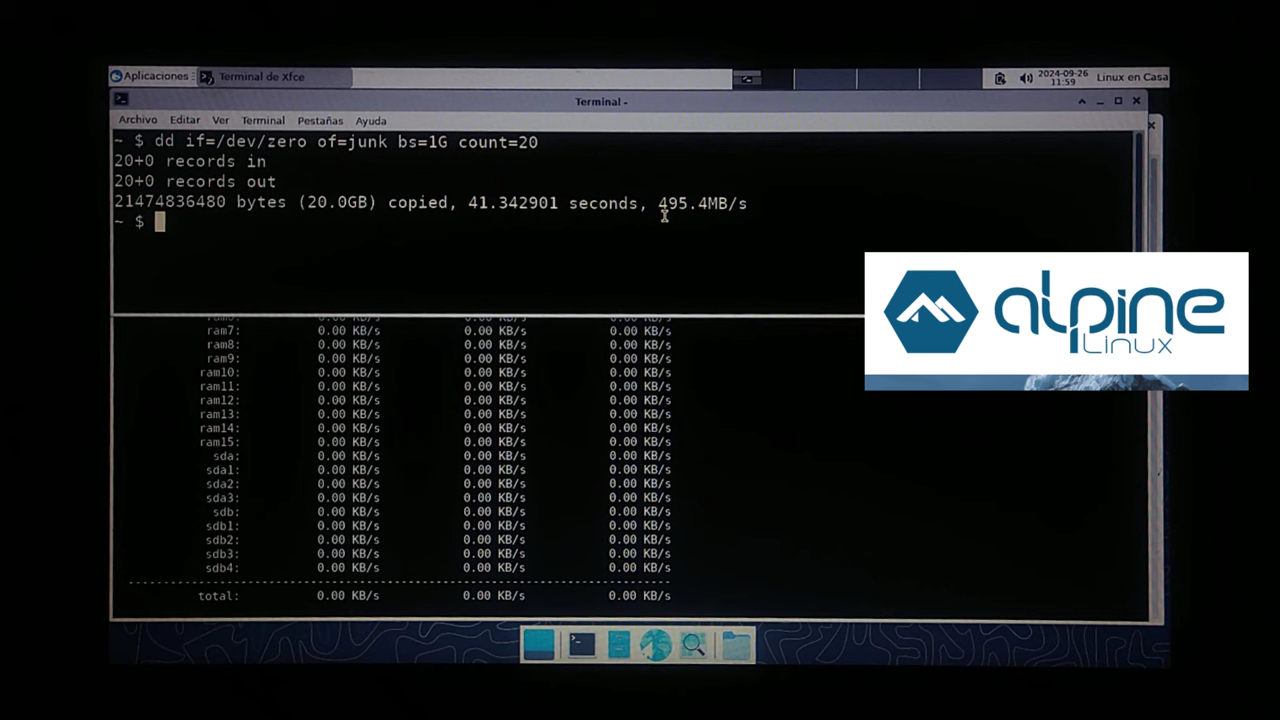 Aplicaciones
Terminal de Xfce
2024-09-26
11:59
Linux en Casa
Terminal -
Archivo Editar Ver Terminal Pestañas Ayuda
~ $ dd if=/dev/zero of=junk bs=1G count=20
20+0 records in
20+0 records out
21474836480 bytes (20.0GB) copied, 41.342901 seconds, 495.4MB/s
~ $
ram7: 0.00 KB/s 0.00 KB/s 0.00 KB/s
ram8: 0.00 KB/s 0.00 KB/s 0.00 KB/s
ram9: 0.00 KB/s 0.00 KB/s 0.00 KB/s
ram10: 0.00 KB/s 0.00 KB/s 0.00 KB/s
ram11: 0.00 KB/s 0.00 KB/s 0.00 KB/s
ram12: 0.00 KB/s 0.00 KB/s 0.00 KB/s
ram13: 0.00 KB/s 0.00 KB/s 0.00 KB/s
ram14: 0.00 KB/s 0.00 KB/s 0.00 KB/s
ram15: 0.00 KB/s 0.00 KB/s 0.00 KB/s
sda: 0.00 KB/s 0.00 KB/s 0.00 KB/s
sda1: 0.00 KB/s 0.00 KB/s 0.00 KB/s
sda2: 0.00 KB/s 0.00 KB/s 0.00 KB/s
sda3: 0.00 KB/s 0.00 KB/s 0.00 KB/s
sdb: 0.00 KB/s 0.00 KB/s 0.00 KB/s
sdb1: 0.00 KB/s 0.00 KB/s 0.00 KB/s
sdb2: 0.00 KB/s 0.00 KB/s 0.00 KB/s
sdb3: 0.00 KB/s 0.00 KB/s 0.00 KB/s
sdb4: 0.00 KB/s 0.00 KB/s 0.00 KB/s
total: 0.00 KB/s 0.00 KB/s 0.00 KB/s
alpine
Linux